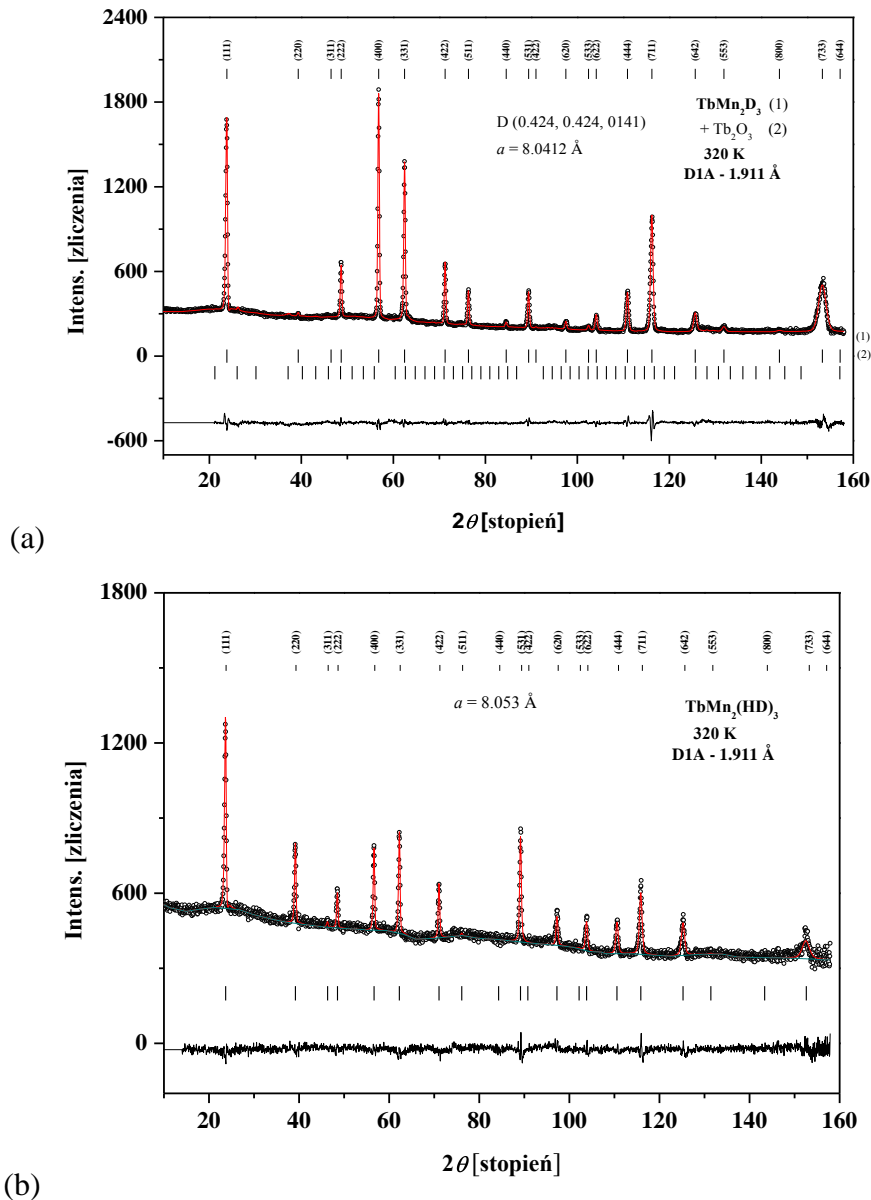 (111) (220) (311) (222) (400) (331) (422) (511) (440) (531) (422) (620) (533) (622) (444) (711) (642) (553) (800) (733) (644)
2400
1800
1200
600
0
-600
Intens. [zliczenia]
D (0.424, 0.424, 0141)
a = 8.0412 Å
TbMn2D3 (1)
+ Tb2O3 (2)
320 K
D1A - 1.911 Å
(1)
(2)
20 40 60 80 100 120 140 160
2θ [stopień]
(a)
(111) (220) (311) (222) (400) (331) (422) (511) (440) (531) (422) (620) (533) (622) (444) (711) (642) (553) (800) (733) (644)
1800
1200
600
0
Intens. [zliczenia]
a = 8.053 Å
TbMn2(HD)3
320 K
D1A - 1.911 Å
20 40 60 80 100 120 140 160
2θ [stopień]
(b)